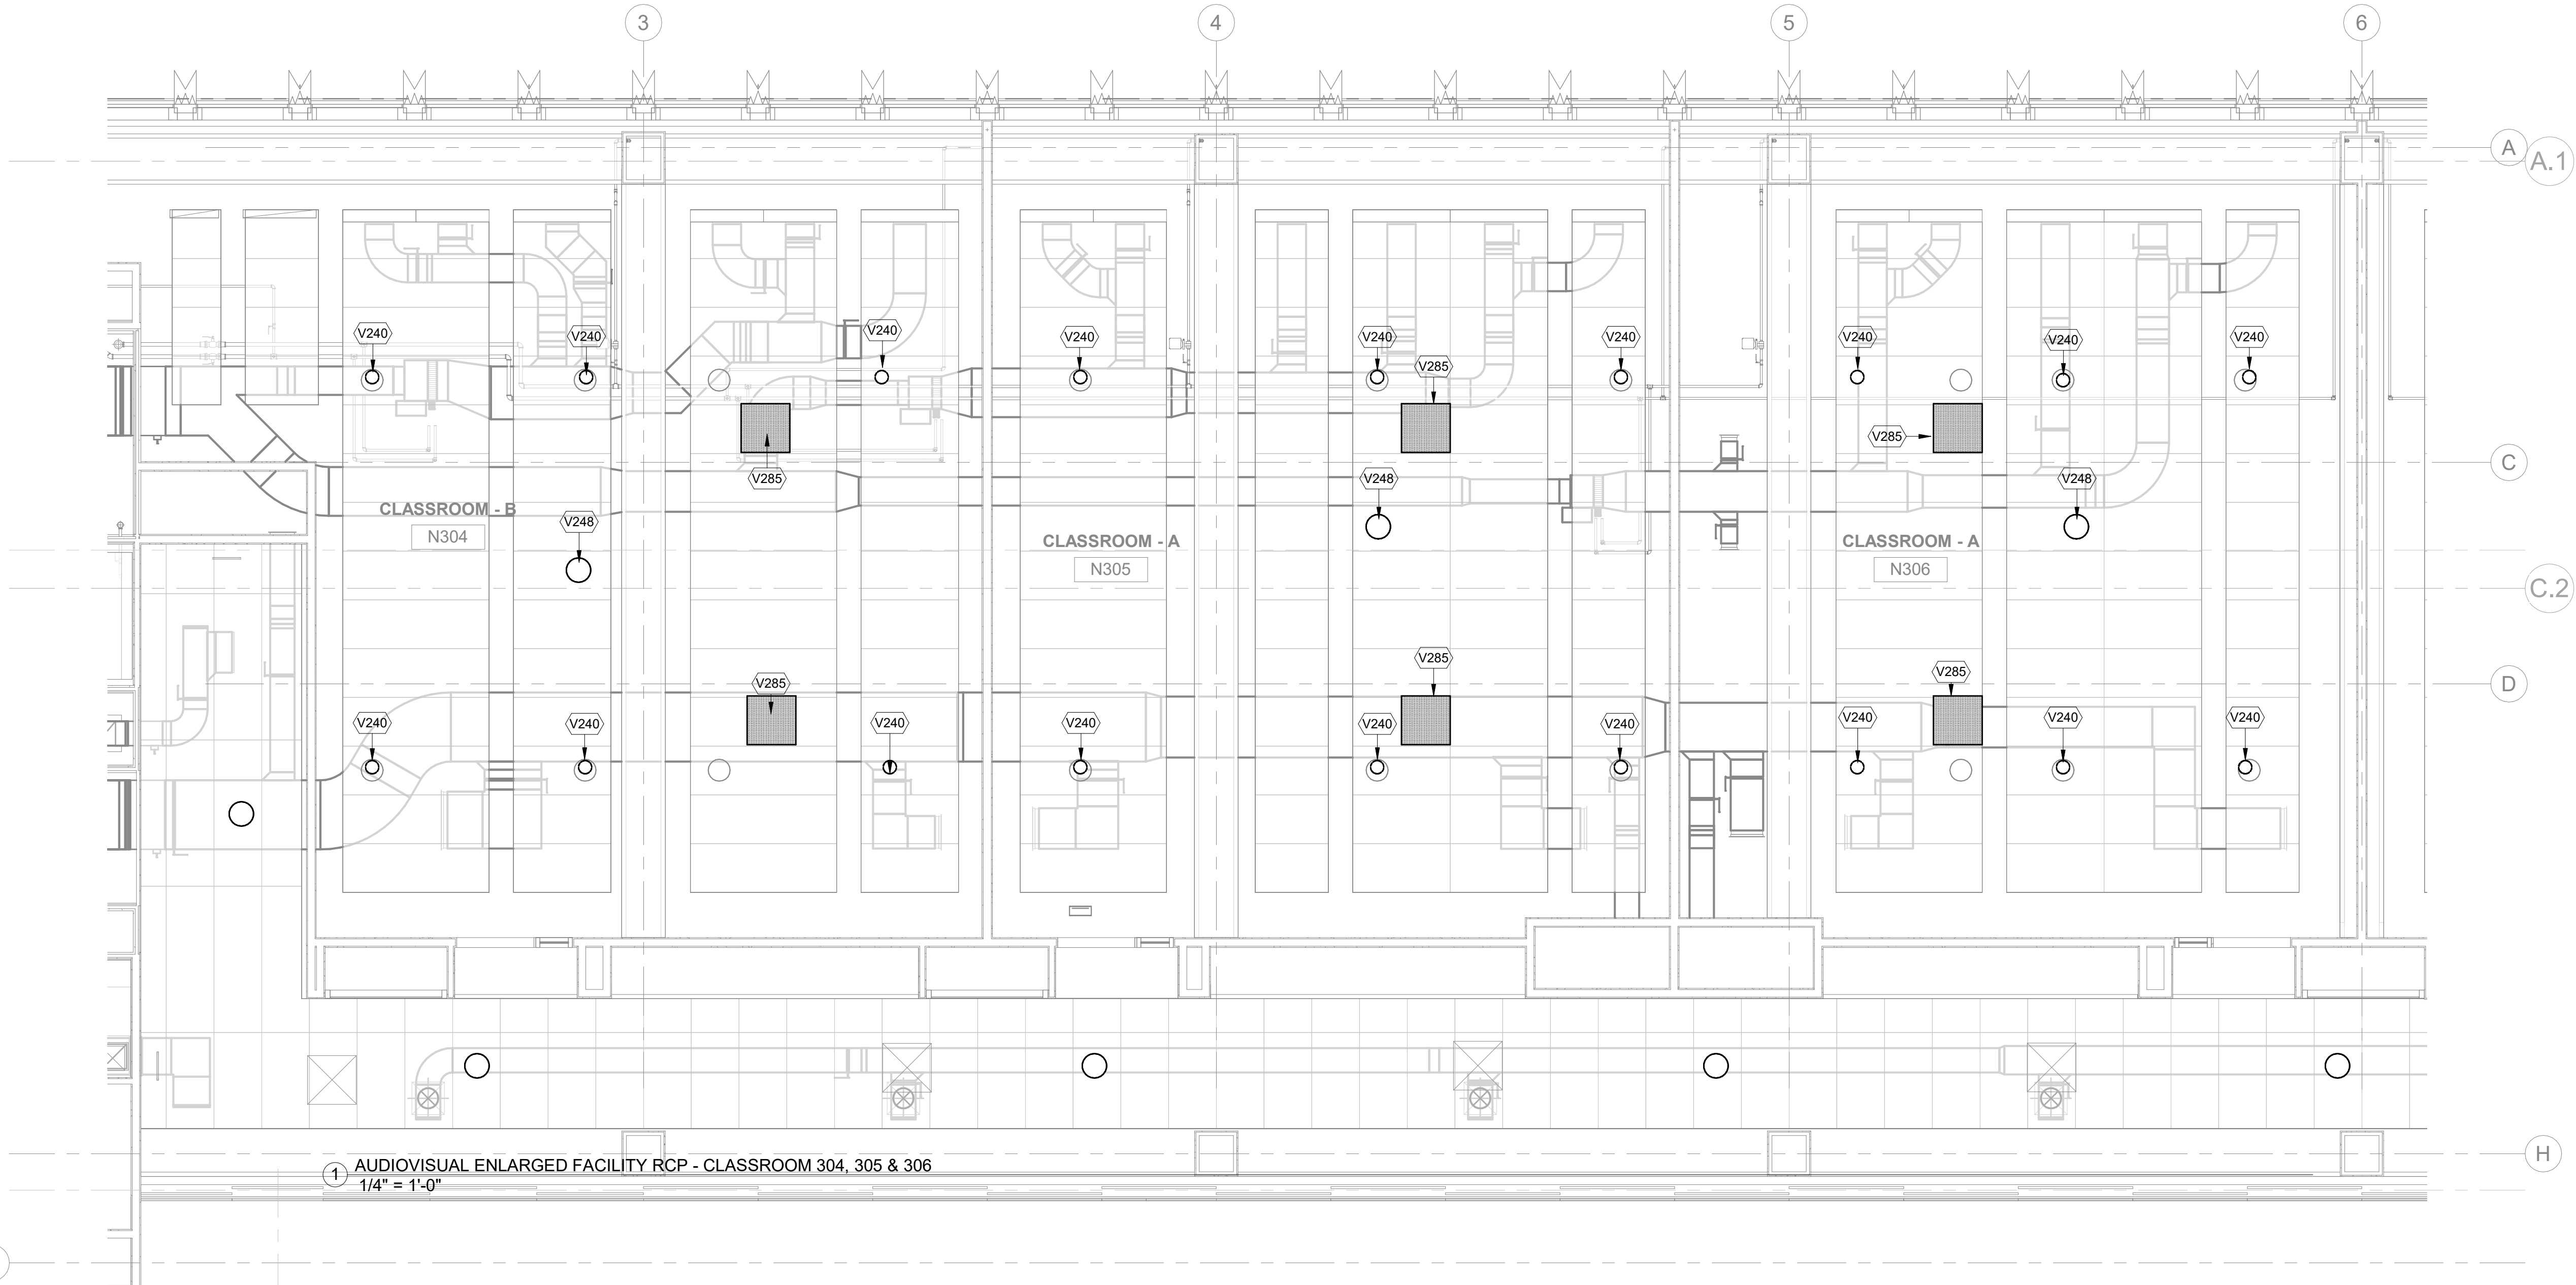 3
4
5
6
A
A.1
V240
V240
V240
V240
V240
V240
V240
V240
V240
V285
V285
V285
C
V248
V248
V248
CLASSROOM - B
N304
CLASSROOM - A
N305
CLASSROOM - A
N306
C.2
V285
V285
V285
D
V240
V240
V240
V240
V240
V240
V240
V240
V240
H
1
AUDIOVISUAL ENLARGED FACILITY RCP - CLASSROOM 304, 305 & 306
1/4" = 1'-0"